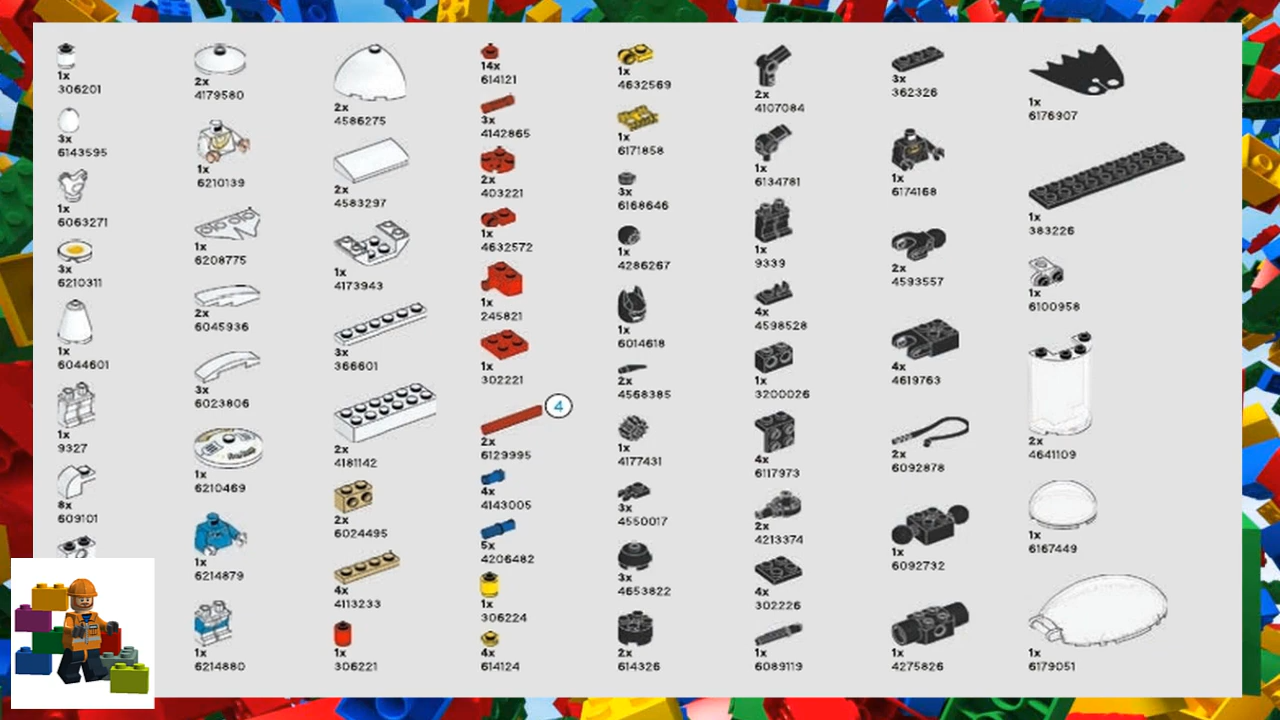 1x
306201
3x
6143595
1x
6063271
3x
6210311
1x
6044601
1x
9327
8x
609101
2x
4179580
1x
6210139
1x
6208775
2x
6045936
3x
6023806
1x
6210469
1x
6214879
1x
6214880
2x
4586275
2x
4583297
1x
4173943
3x
366601
2x
4181142
2x
6024495
4x
4113233
1x
306221
14x
614121
3x
4142865
2x
403221
1x
4632572
1x
245821
1x
302221
4
2x
6129995
4x
4143005
5x
4206482
1x
306224
4x
614124
1x
4632569
1x
6171858
3x
6168646
1x
4286267
1x
6014618
2x
4568385
1x
4177431
3x
4550017
3x
4653822
2x
614326
2x
4107084
1x
6134781
1x
9339
4x
4598528
1x
3200026
4x
6117973
2x
4213374
4x
302226
1x
6089119
3x
362326
1x
6174168
2x
4593557
4x
4619763
2x
6092878
1x
6092732
1x
4275826
1x
6176907
1x
383226
1x
6100958
2x
4641109
1x
6167449
1x
6179051